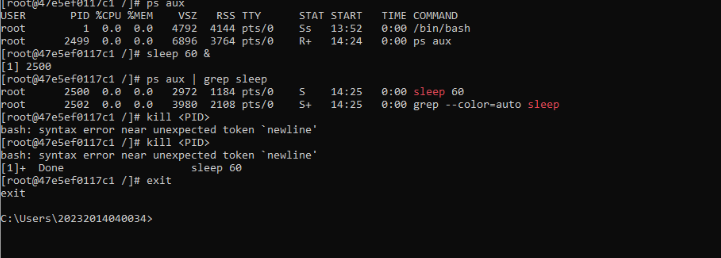 [root@47e5ef0117c1 /]# ps aux
USER       PID %CPU %MEM    VSZ   RSS TTY      STAT START   TIME COMMAND
root         1  0.0  0.0   4792  4144 pts/0    Ss   13:52   0:00 /bin/bash
root      2499  0.0  0.0   6896  3764 pts/0    R+   14:24   0:00 ps aux
[root@47e5ef0117c1 /]# sleep 60 &
[1] 2500
[root@47e5ef0117c1 /]# ps aux | grep sleep
root      2500  0.0  0.0   2972  1184 pts/0    S    14:25   0:00 sleep 60
root      2502  0.0  0.0   3980  2108 pts/0    S+   14:25   0:00 grep --color=auto sleep
[root@47e5ef0117c1 /]# kill <PID>
bash: syntax error near unexpected token `newline'
[root@47e5ef0117c1 /]# kill <PID>
bash: syntax error near unexpected token `newline'
[1]+  Done                    sleep 60
[root@47e5ef0117c1 /]# exit
exit
C:\Users\20232014040034>